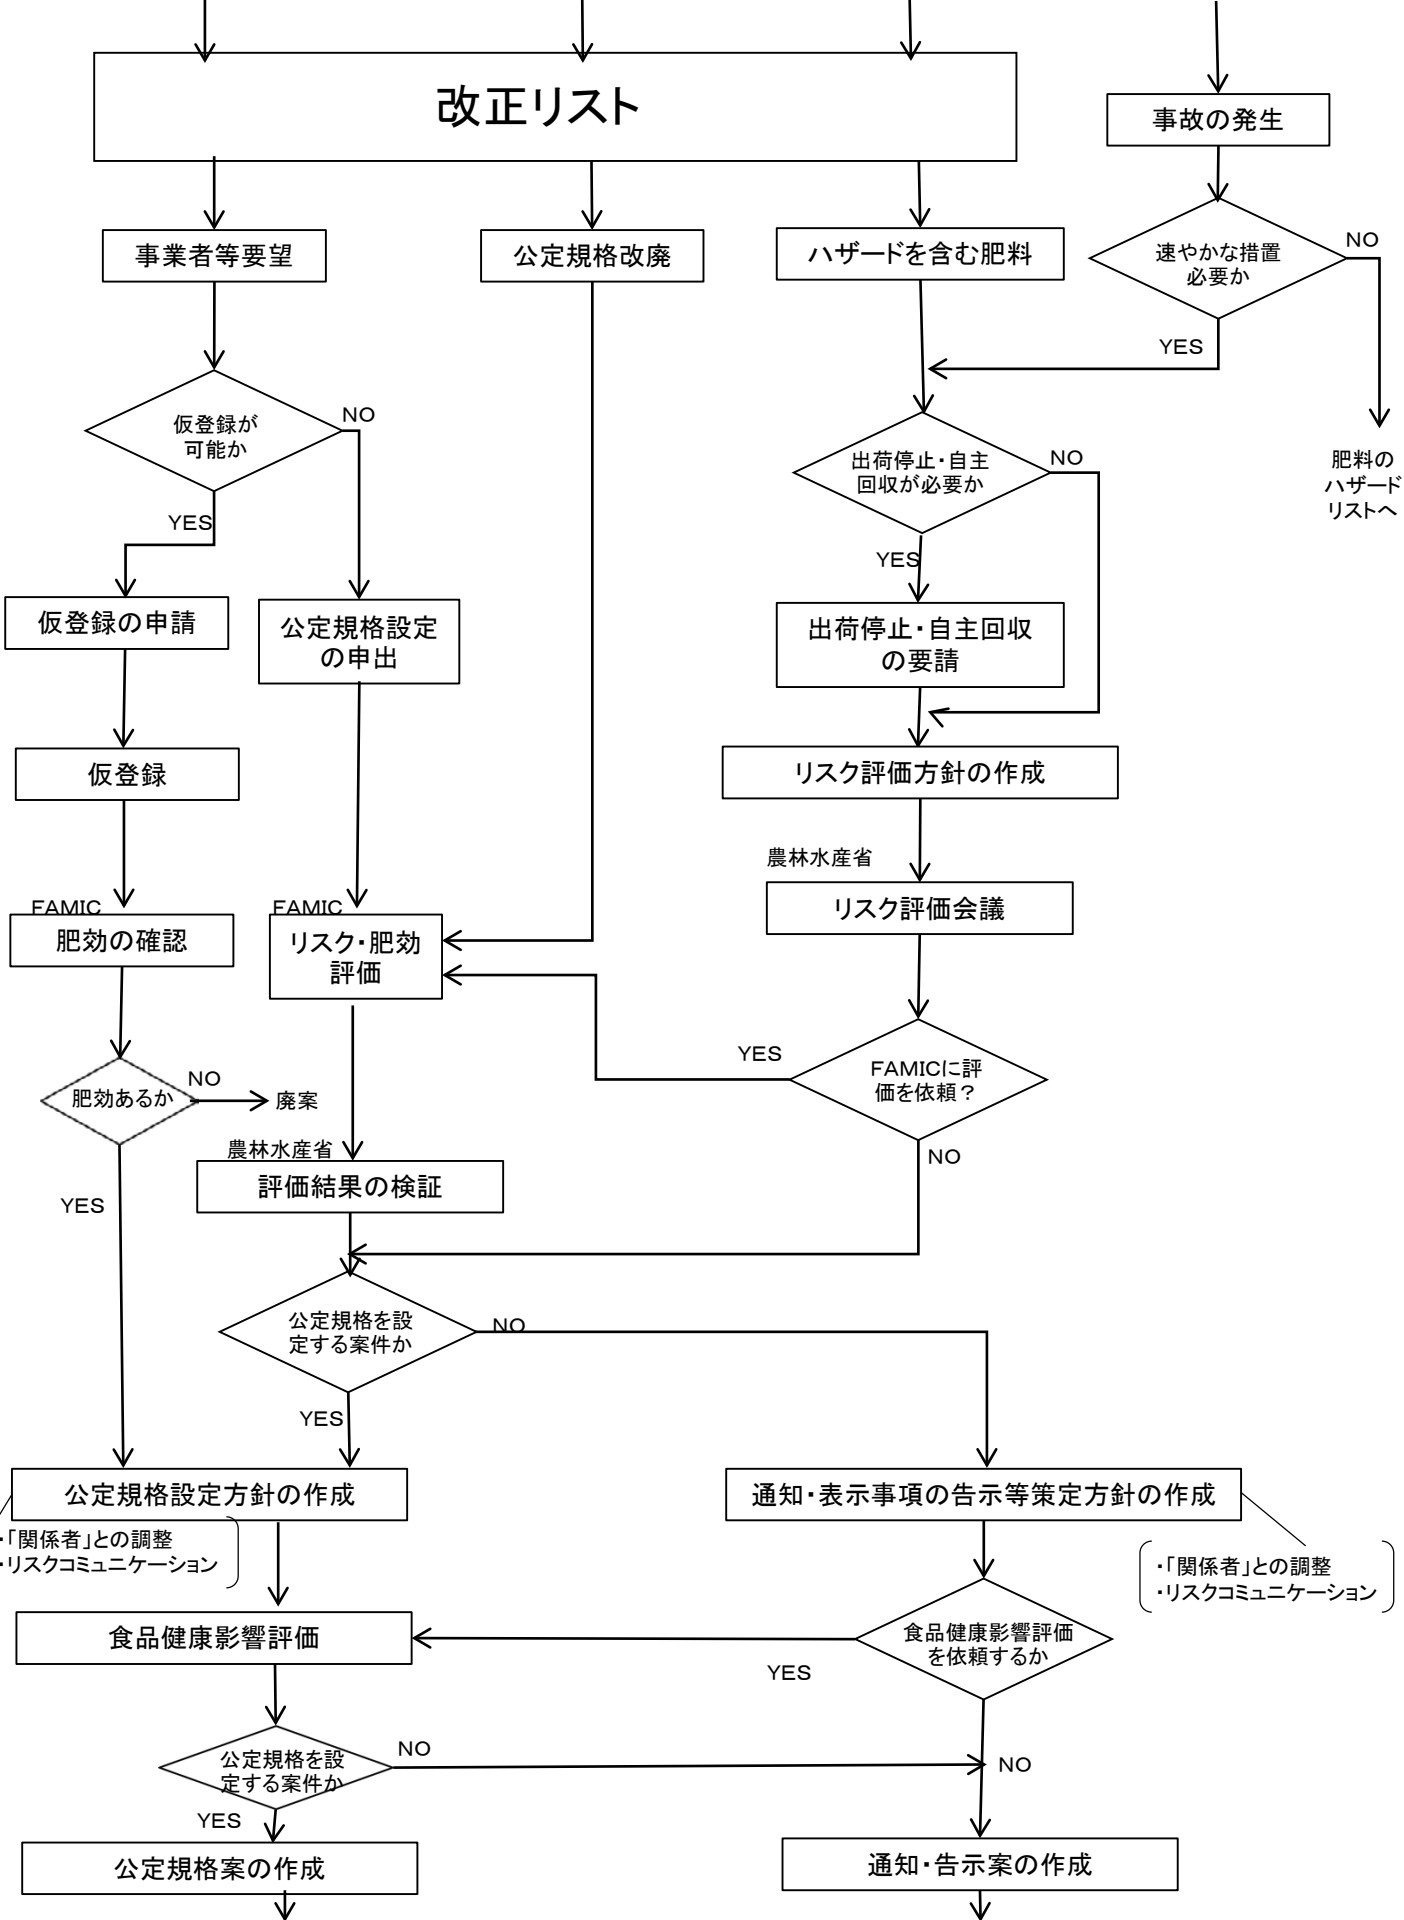 改正リスト
事故の発生
事業者等要望
公定規格改廃
ハザードを含む肥料
速やかな措置
必要か
NO
YES
仮登録が
可能か
NO
YES
出荷停止・自主
回収が必要か
NO
YES
肥料の
ハザード
リストへ
仮登録の申請
公定規格設定
の申出
出荷停止・自主回収
の要請
仮登録
リスク評価方針の作成
農林水産省
リスク評価会議
FAMIC
肥効の確認
FAMIC
リスク・肥効
評価
YES
FAMICに評
価を依頼？
NO
肥効あるか
NO
廃案
YES
農林水産省
評価結果の検証
公定規格を設
定する案件か
NO
YES
公定規格設定方針の作成
・「関係者」との調整
・リスクコミュニケーション
通知・表示事項の告示等策定方針の作成
・「関係者」との調整
・リスクコミュニケーション
食品健康影響評価
食品健康影響評価
を依頼するか
YES
NO
公定規格を設
定する案件か
NO
YES
公定規格案の作成
通知・告示案の作成